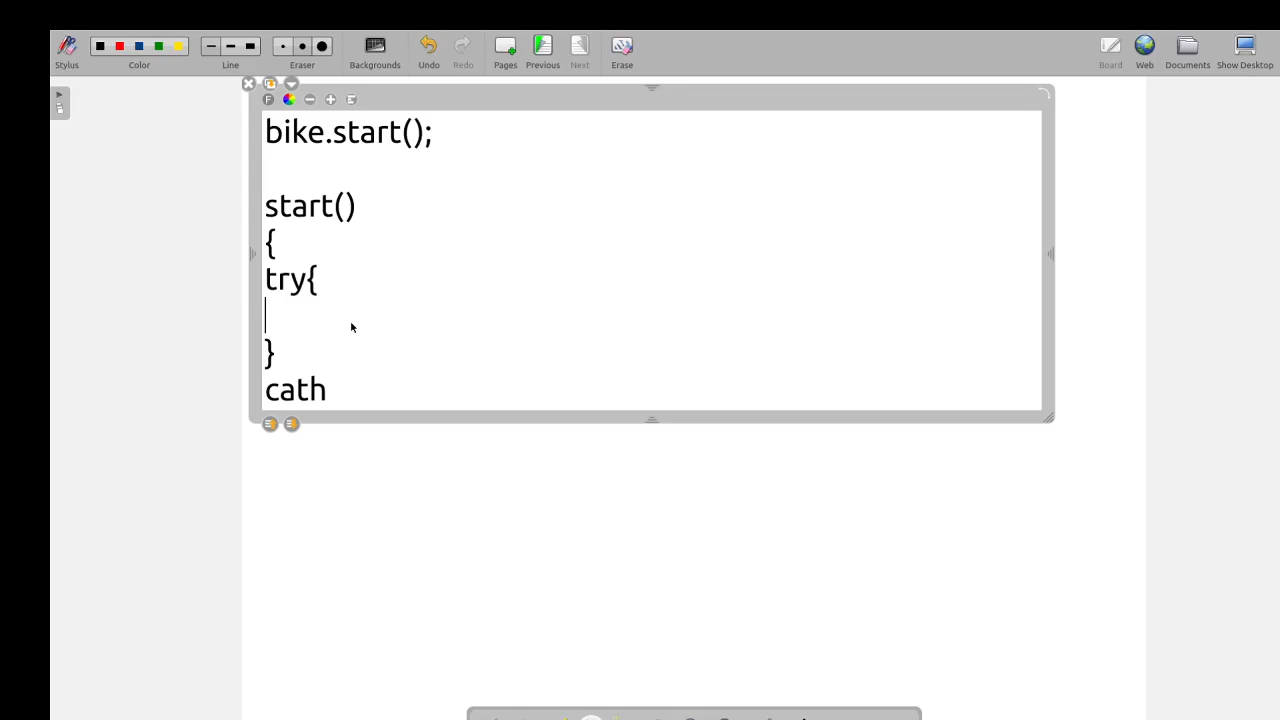 Stylus Color Line Eraser Backgrounds Undo Redo Pages Previous Next Erase Board Web Documents Show Desktop
F
bike.start();
start()
{
try{
}
cath